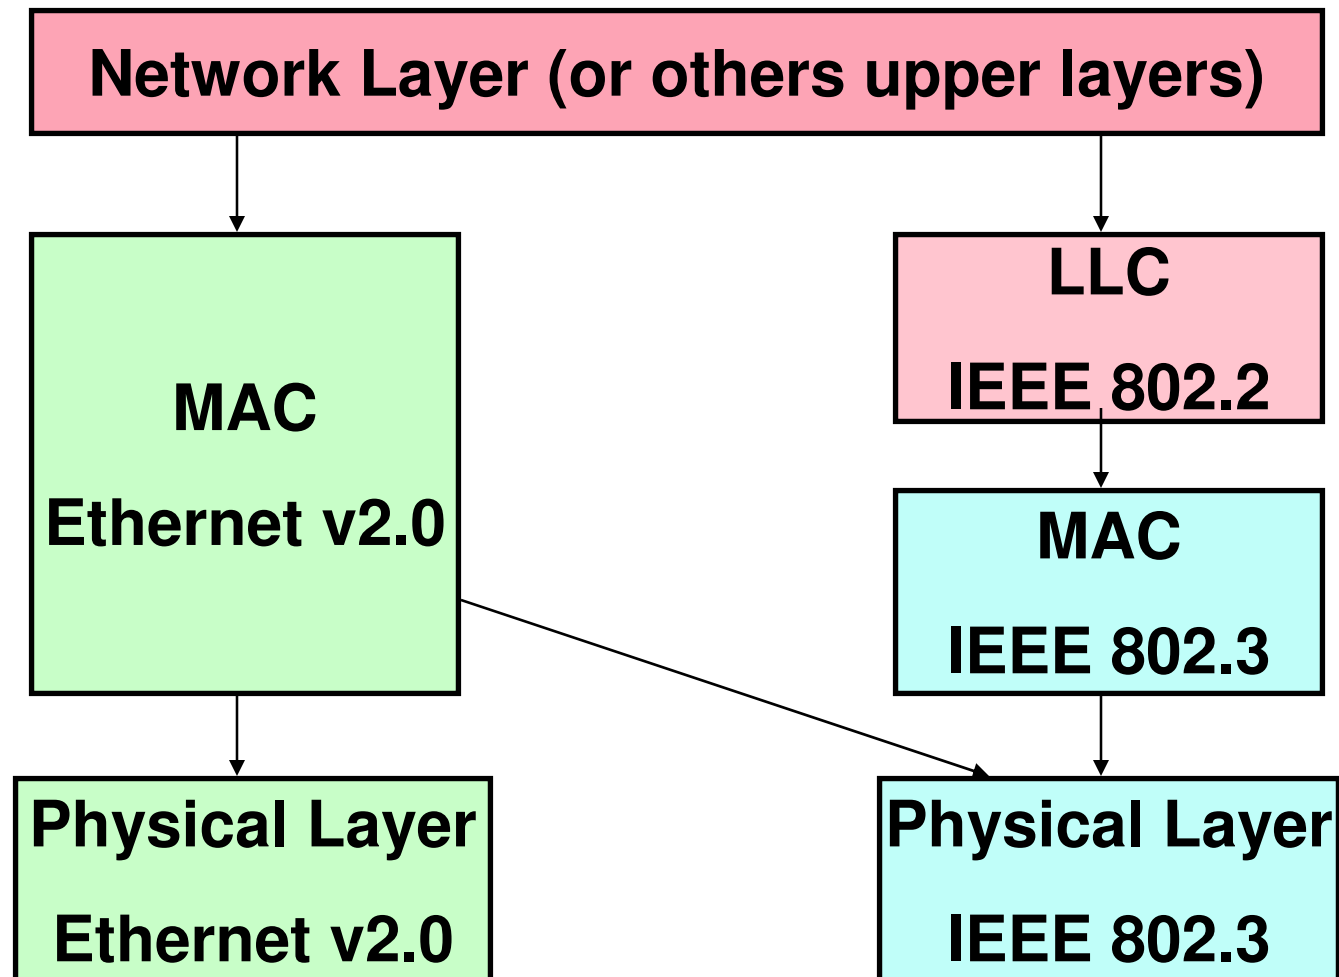 Network Layer (or others upper layers)
MAC
Ethernet v2.0
LLC
IEEE 802.2
MAC
IEEE 802.3
Physical Layer
Ethernet v2.0
Physical Layer
IEEE 802.3